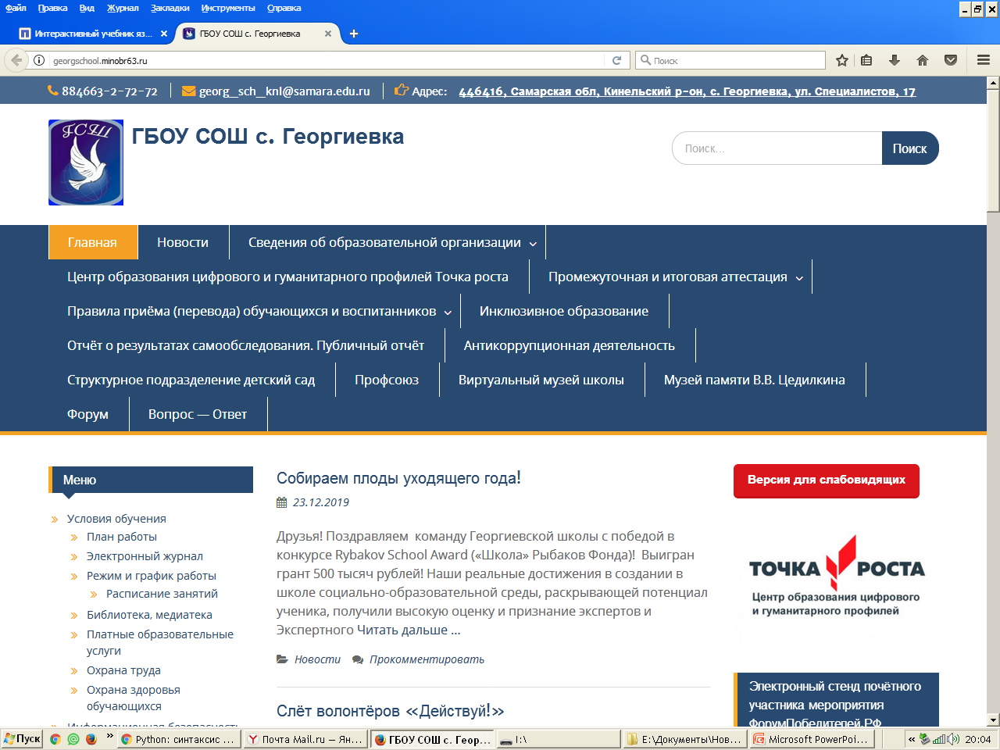 Файл Правка Вид Журнал Закладки Инструменты Справка
Интерактивный учебник яз... ГБОУ СОШ с. Георгиевка
georgschool.minobr63.ru Поиск
884663-2-72-72 georg_sch_knl@samara.edu.ru Адрес: 446416, Самарская обл, Кинельский р-он, с. Георгиевка, ул. Специалистов, 17
ГСШ
ГБОУ СОШ с. Георгиевка
Поиск... Поиск
Главная Новости Сведения об образовательной организации
Центр образования цифрового и гуманитарного профилей Точка роста Промежуточная и итоговая аттестация
Правила приёма (перевода) обучающихся и воспитанников Инклюзивное образование
Отчёт о результатах самообследования. Публичный отчёт Антикоррупционная деятельность
Структурное подразделение детский сад Профсоюз Виртуальный музей школы Музей памяти В.В. Цедилкина
Форум Вопрос — Ответ
Меню
Условия обучения
План работы
Электронный журнал
Режим и график работы
Расписание занятий
Библиотека, медиатека
Платные образовательные
услуги
Охрана труда
Охрана здоровья
обучающихся
Информационная безопасность
Собираем плоды уходящего года!
23.12.2019
Друзья! Поздравляем команду Георгиевской школы с победой в
конкурсе Rybakov School Award («Школа» Рыбаков Фонда)! Выигран
грант 500 тысяч рублей! Наши реальные достижения в создании в
школе социально-образовательной среды, раскрывающей потенциал
ученика, получили высокую оценку и признание экспертов и
Экспертного Читать дальше ...
Новости Прокомментировать
Слёт волонтёров «Действуй!»
Версия для слабовидящих
ТОЧКА РОСТА
Центр образования цифрового
и гуманитарного профилей
Электронный стенд почётного
участника мероприятия
ФорумПобедителей.РФ
Пуск » Python: синтаксис ... Почта Mail.ru — Ян... ГБОУ СОШ с. Геор... I:\ E:\Документы\Нов... Microsoft PowerPoi... « 20:04